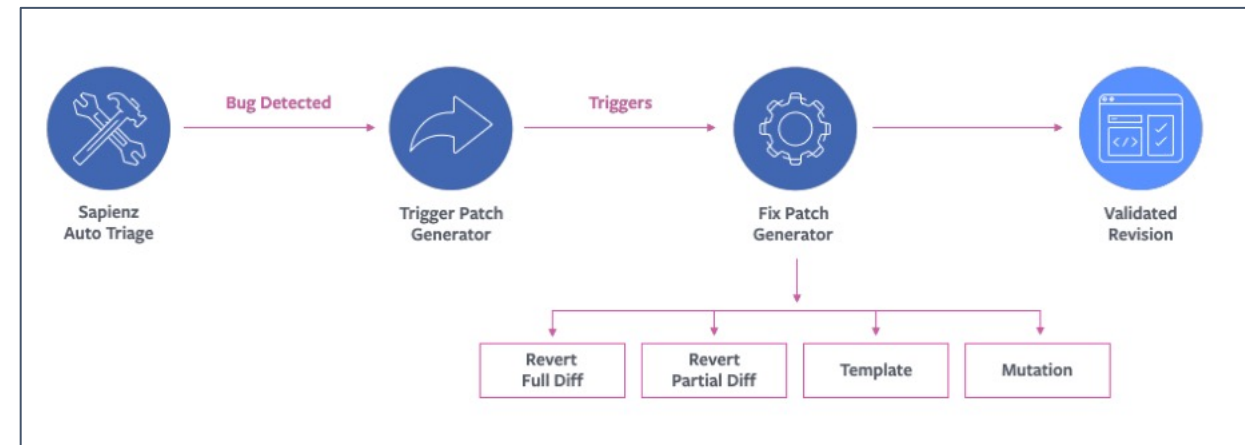 Bug Detected
Triggers
</>
Sapienz
Auto Triage
Trigger Patch
Generator
Fix Patch
Generator
Validated
Revision
Revert
Full Diff
Revert
Partial Diff
Template
Mutation